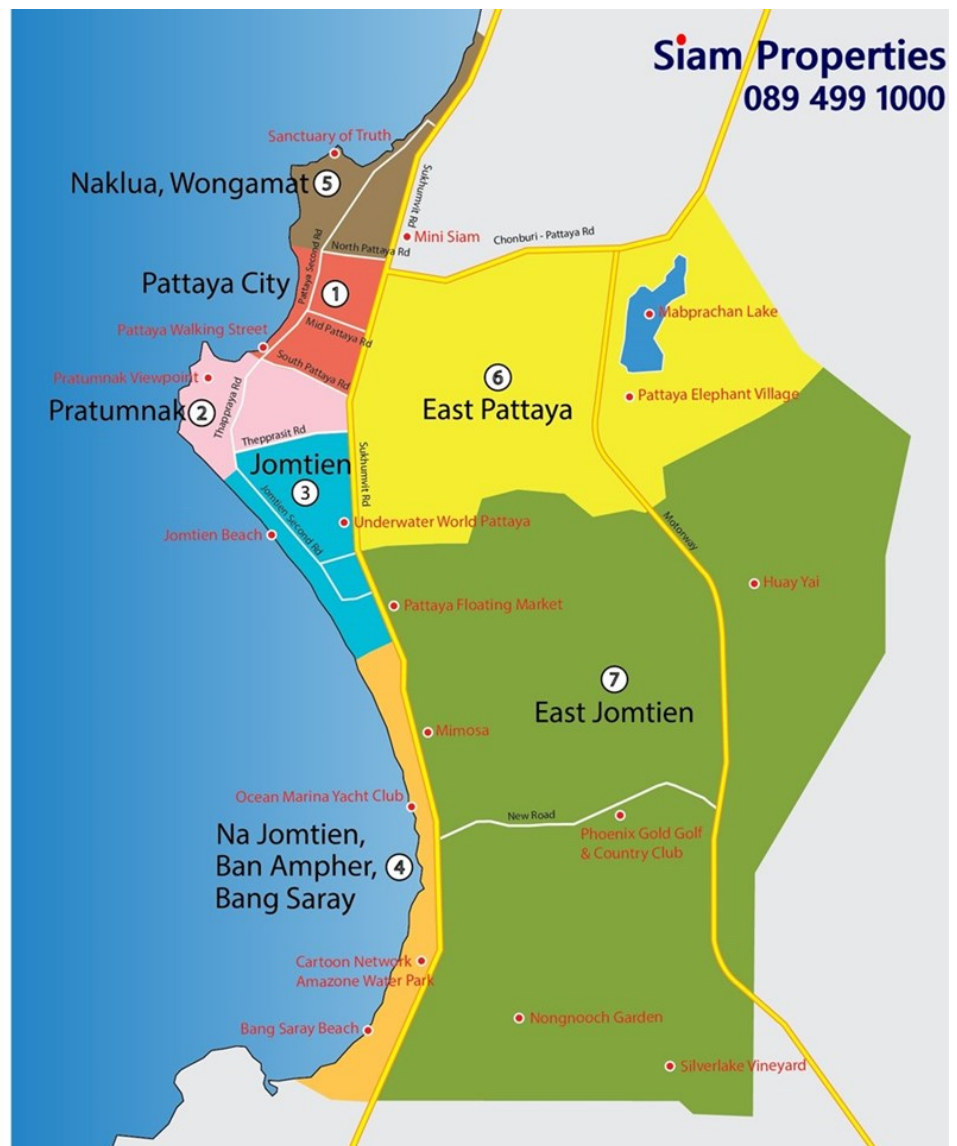 Siam Properties
089 499 1000
Sanctuary of Truth
Naklua, Wongamat
5
Sukhumvit Rd
Mini Siam
Chonburi - Pattaya Rd
North Pattaya Rd
Pattaya Second Rd
Pattaya City
1
Mabprachan Lake
Mid Pattaya Rd
Pattaya Walking Street
South Pattaya Rd
Pratumnak Viewpoint
Pratumnak
2
Thappraya Rd
6
East Pattaya
Pattaya Elephant Village
Thepprasit Rd
Jomtien
3
Sukhumvit Rd
Jomtien Second Rd
Underwater World Pattaya
Jomtien Beach
Motorway
Huay Yai
Pattaya Floating Market
7
East Jomtien
Mimosa
Ocean Marina Yacht Club
New Road
Phoenix Gold Golf
& Country Club
Na Jomtien,
Ban Ampher,
Bang Saray
4
Cartoon Network
Amazone Water Park
Nongnooch Garden
Bang Saray Beach
Silverlake Vineyard